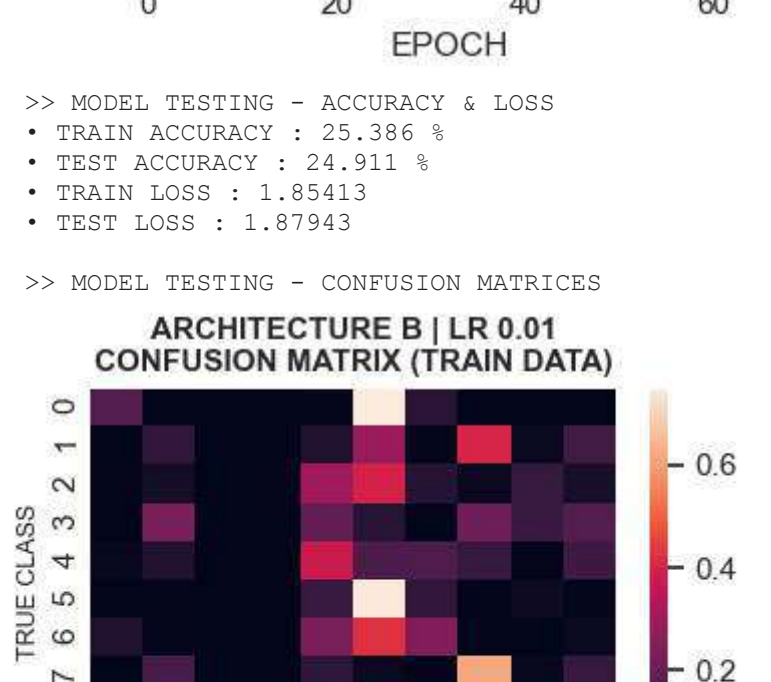 0 20 40 60
EPOCH
>> MODEL TESTING - ACCURACY & LOSS
• TRAIN ACCURACY : 25.386 %
• TEST ACCURACY : 24.911 %
• TRAIN LOSS : 1.85413
• TEST LOSS : 1.87943
>> MODEL TESTING - CONFUSION MATRICES
ARCHITECTURE B | LR 0.01
CONFUSION MATRIX (TRAIN DATA)
TRUE CLASS
0
1
2
3
4
5
6
7
0.6
0.4
0.2